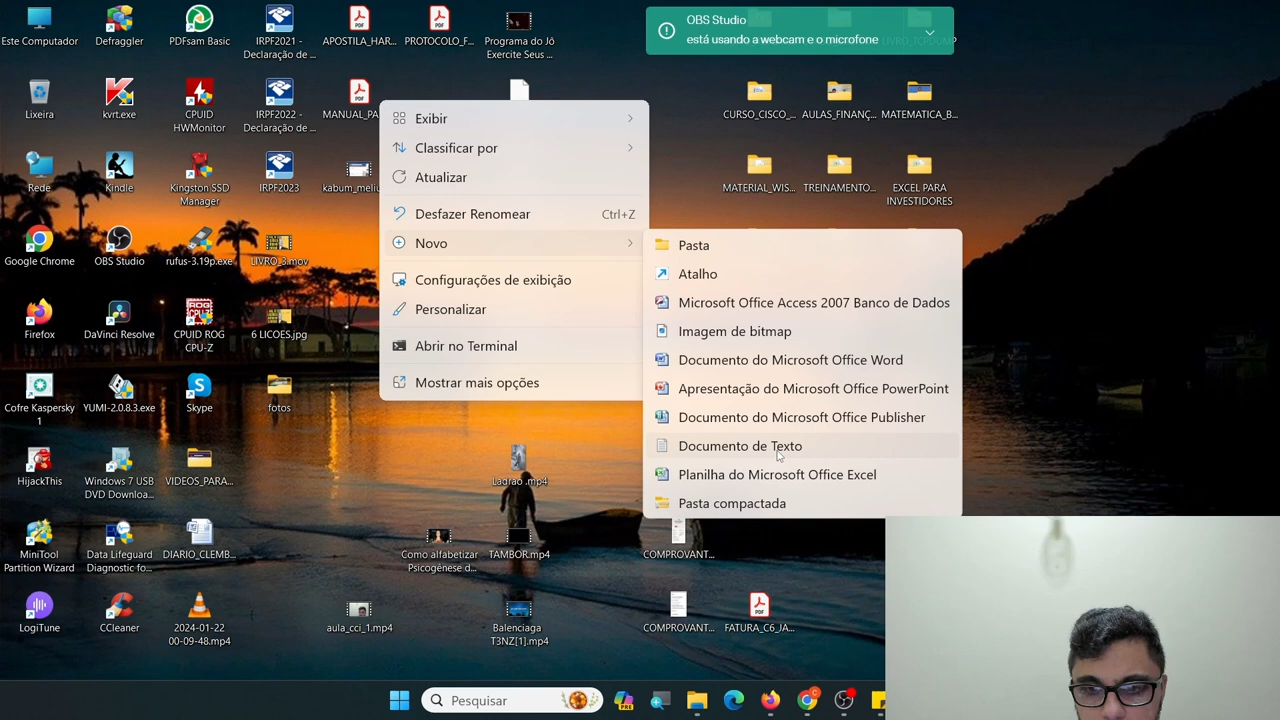 Este Computador
Defraggler
PDFsam Basic
IRPF2021 -
Declaração de ...
APOSTILA_HAR...
PROTOCOLO_F...
Programa do Jô
Exercite Seus ...
OBS Studio
está usando a webcam e o microfone
Lixeira
kvrt.exe
CPUID
HWMonitor
IRPF2022 -
Declaração de ...
MANUAL_PA
CURSO_CISCO_...
AULAS_FINANÇ...
MATEMATICA_B...
Rede
Kindle
Kingston SSD
Manager
IRPF2023
kabum_meliu
MATERIAL_WIS...
TREINAMENTO...
EXCEL PARA
INVESTIDORES
Google Chrome
OBS Studio
rufus-3.19p.exe
LIVRO_3.mov
Firefox
DaVinci Resolve
CPUID ROG
CPU-Z
6 LICOES.jpg
Cofre Kaspersky
1
YUMI-2.0.8.3.exe
Skype
fotos
HijackThis
Windows 7 USB
DVD Downloa...
VIDEOS_PARA...
Ladrão .mp4
MiniTool
Partition Wizard
Data Lifeguard
Diagnostic fo...
DIARIO_CLEMB...
Como alfabetizar
Psicogênese d...
TAMBOR.mp4
COMPROVANT...
LogiTune
CCleaner
2024-01-22
00-09-48.mp4
aula_cci_1.mp4
Balenciaga
T3NZ[1].mp4
COMPROVANT...
FATURA_C6_JA...
Exibir
Classificar por
Atualizar
Desfazer Renomear Ctrl+Z
Novo
Configurações de exibição
Personalizar
Abrir no Terminal
Mostrar mais opções
Pasta
Atalho
Microsoft Office Access 2007 Banco de Dados
Imagem de bitmap
Documento do Microsoft Office Word
Apresentação do Microsoft Office PowerPoint
Documento do Microsoft Office Publisher
Documento de Texto
Planilha do Microsoft Office Excel
Pasta compactada
Pesquisar